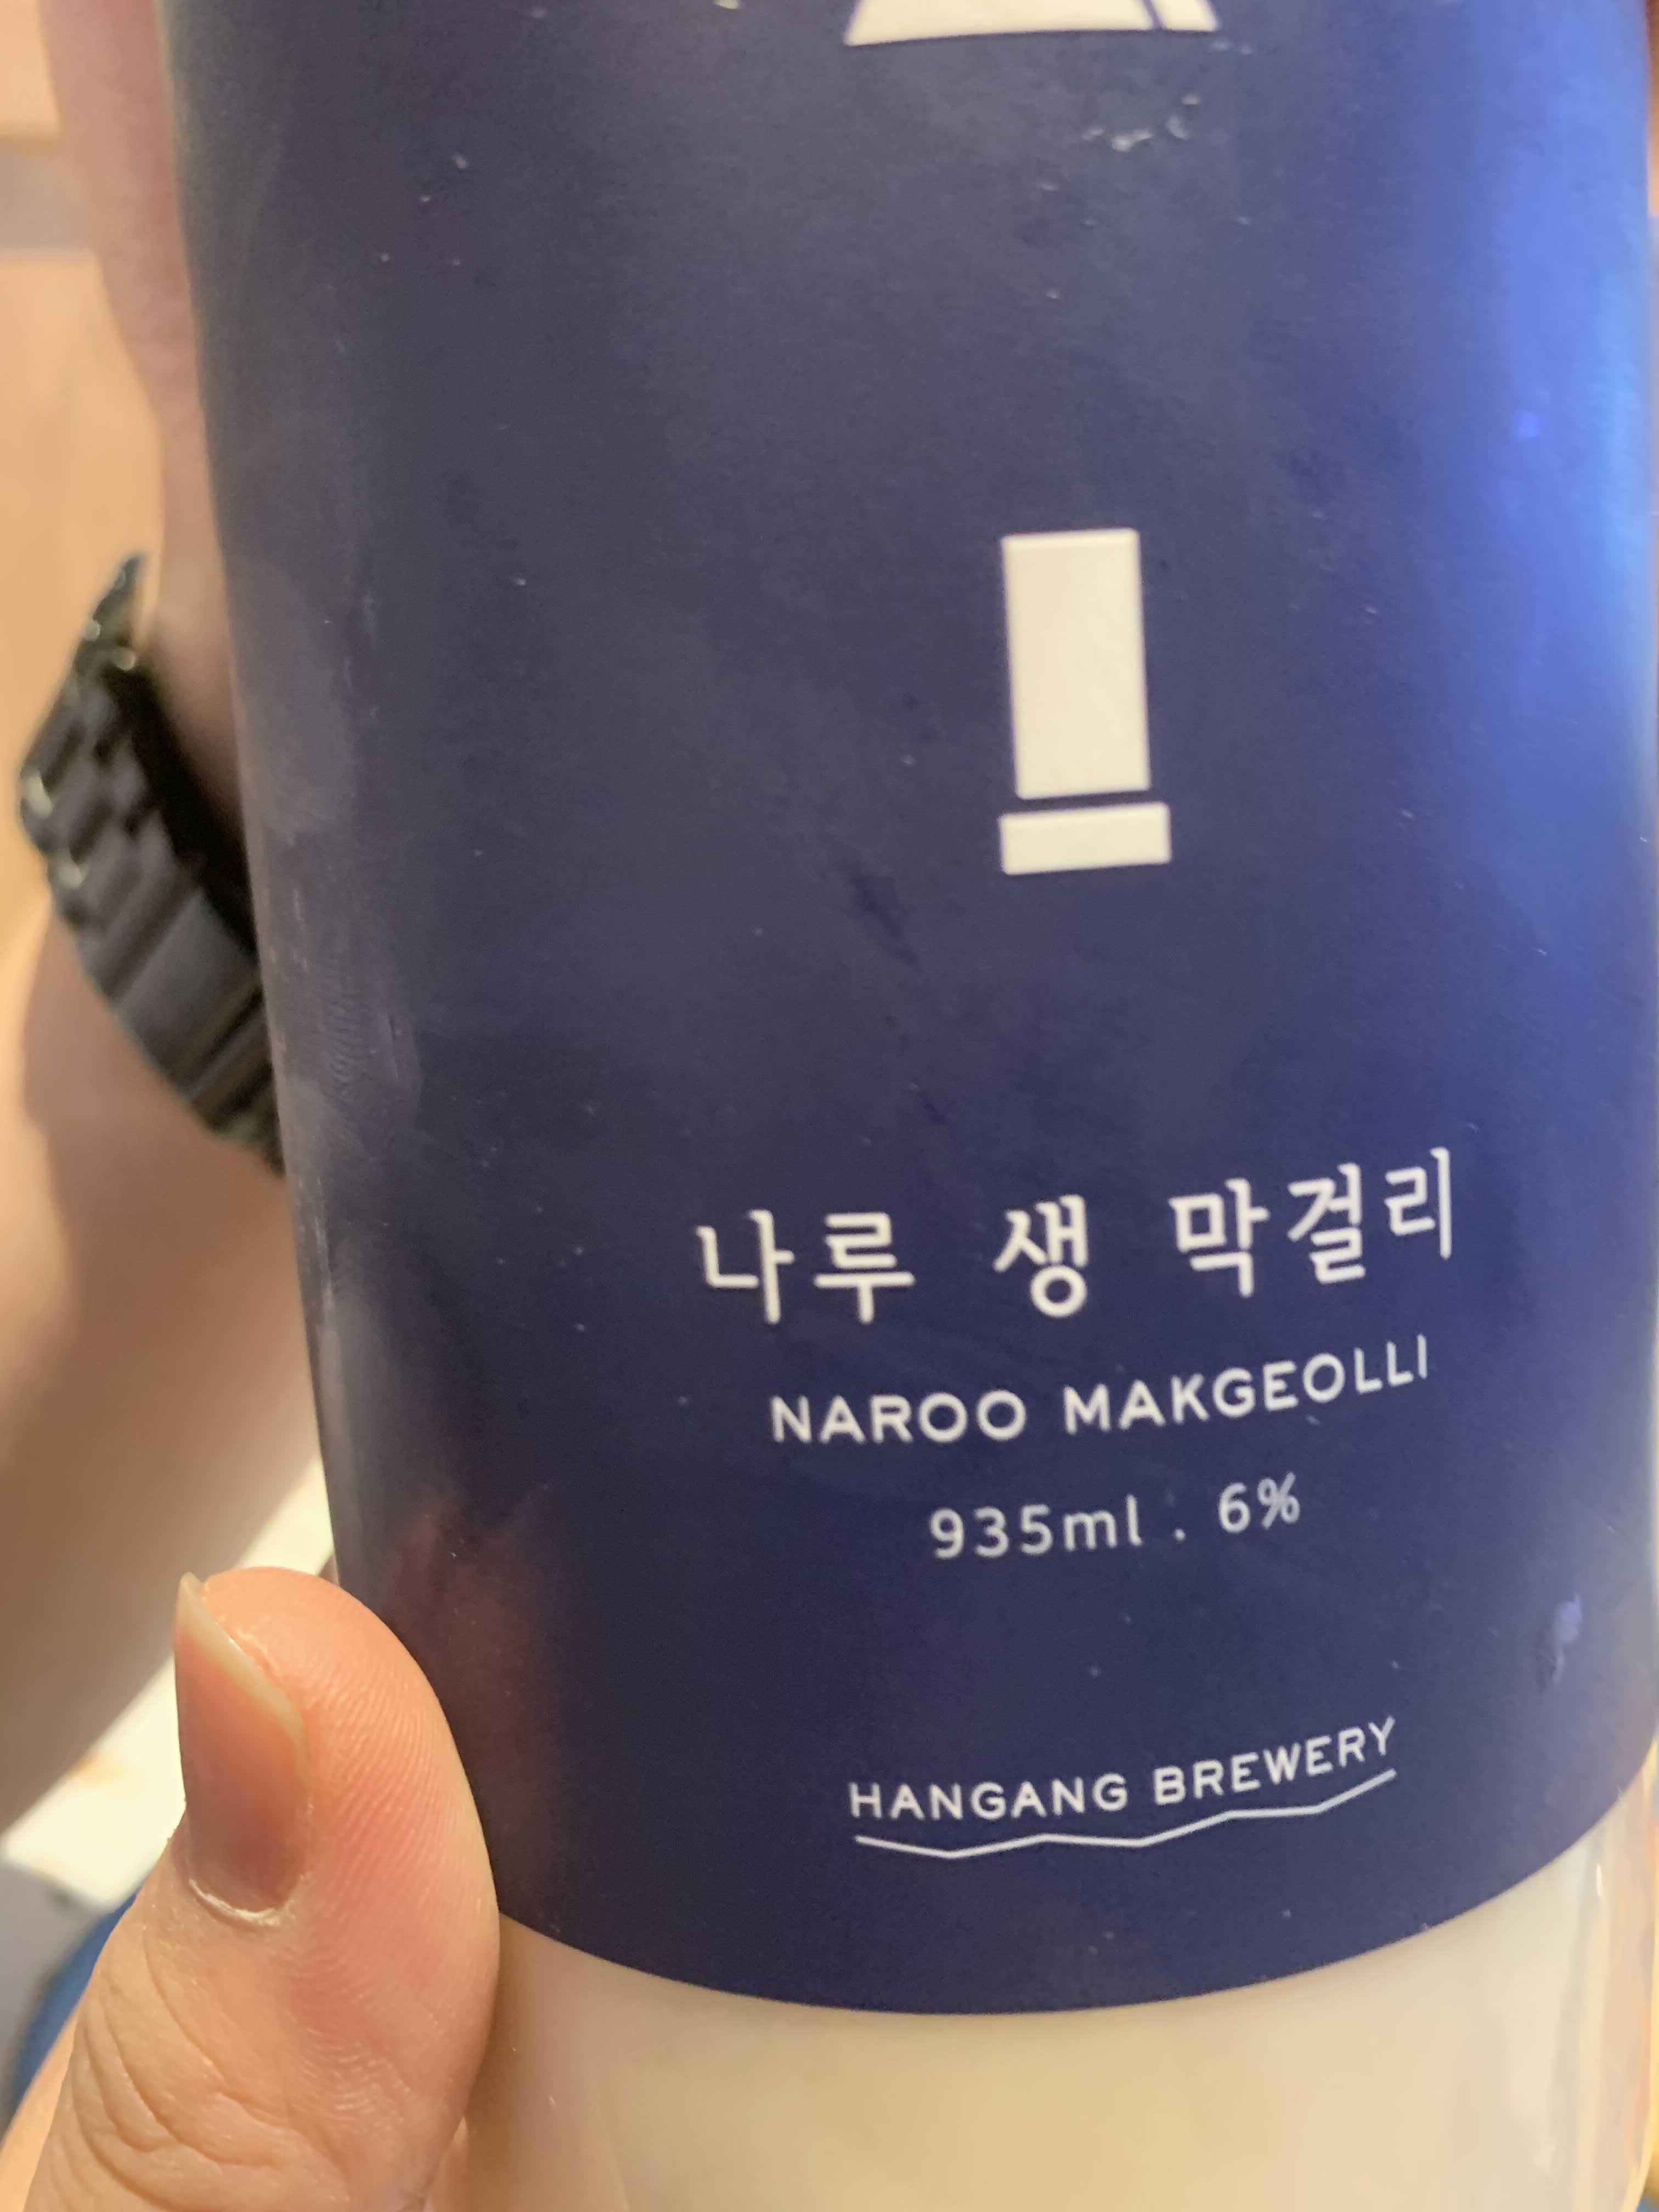 나루 생 막걸리
NAROO MAKGEOLLI
935ml . 6%
HANGANG BREWERY